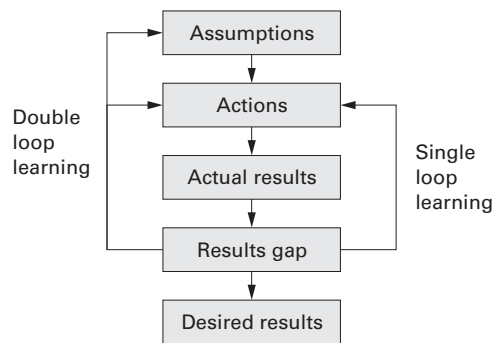 Assumptions
Actions
Actual results
Results gap
Desired results
Double
loop
learning
Single
loop
learning